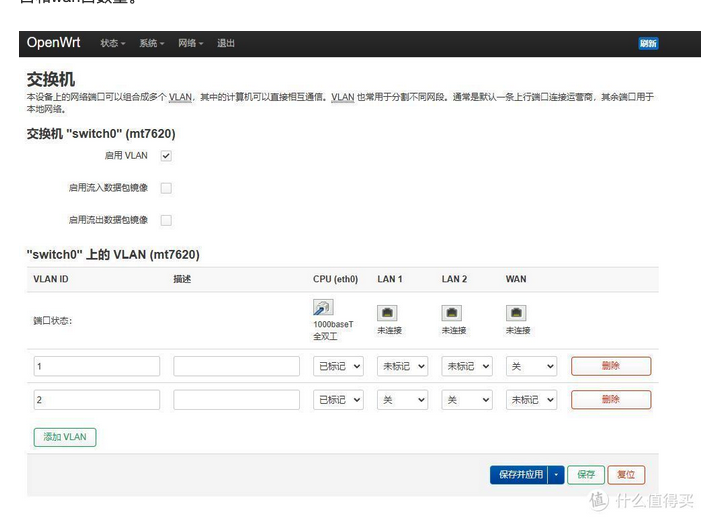 OpenWrt 状态 系统 网络 退出 刷新
交换机
本设备上的网络端口可以组合成多个 VLAN，其中的计算机可以直接相互通信。VLAN 也常用于分割不同网段。通常是默认一条上行端口连接运营商，其余端口用于
本地网络。
交换机 "switch0" (mt7620)
启用 VLAN
启用流入数据包镜像
启用流出数据包镜像
"switch0" 上的 VLAN (mt7620)
VLAN ID 描述 CPU (eth0) LAN 1 LAN 2 WAN
端口状态:
1000baseT
全双工
未连接 未连接 未连接
1 已标记 未标记 未标记 关 删除
2 已标记 关 关 未标记 删除
添加 VLAN
保存并应用 保存 复位
值 什么值得买